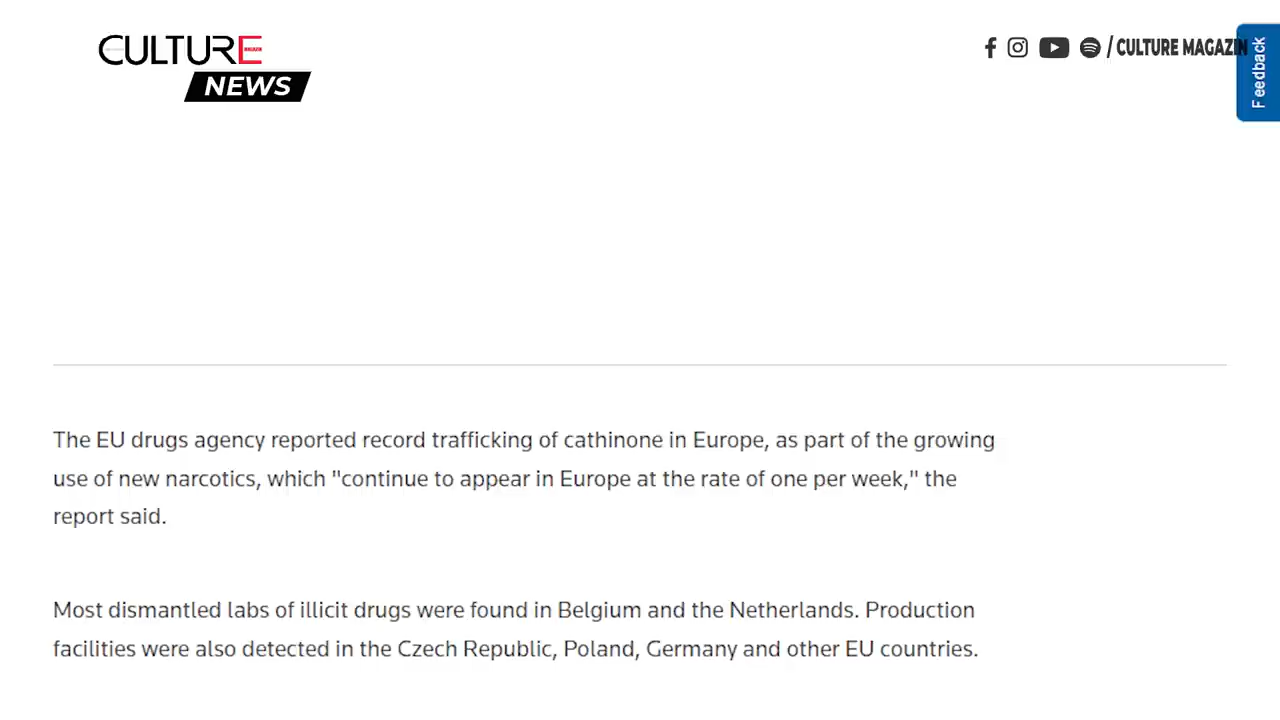 CULTURE
NEWS
/ CULTURE MAGAZIN
Feedback
The EU drugs agency reported record trafficking of cathinone in Europe, as part of the growing
use of new narcotics, which "continue to appear in Europe at the rate of one per week," the
report said.
Most dismantled labs of illicit drugs were found in Belgium and the Netherlands. Production
facilities were also detected in the Czech Republic, Poland, Germany and other EU countries.